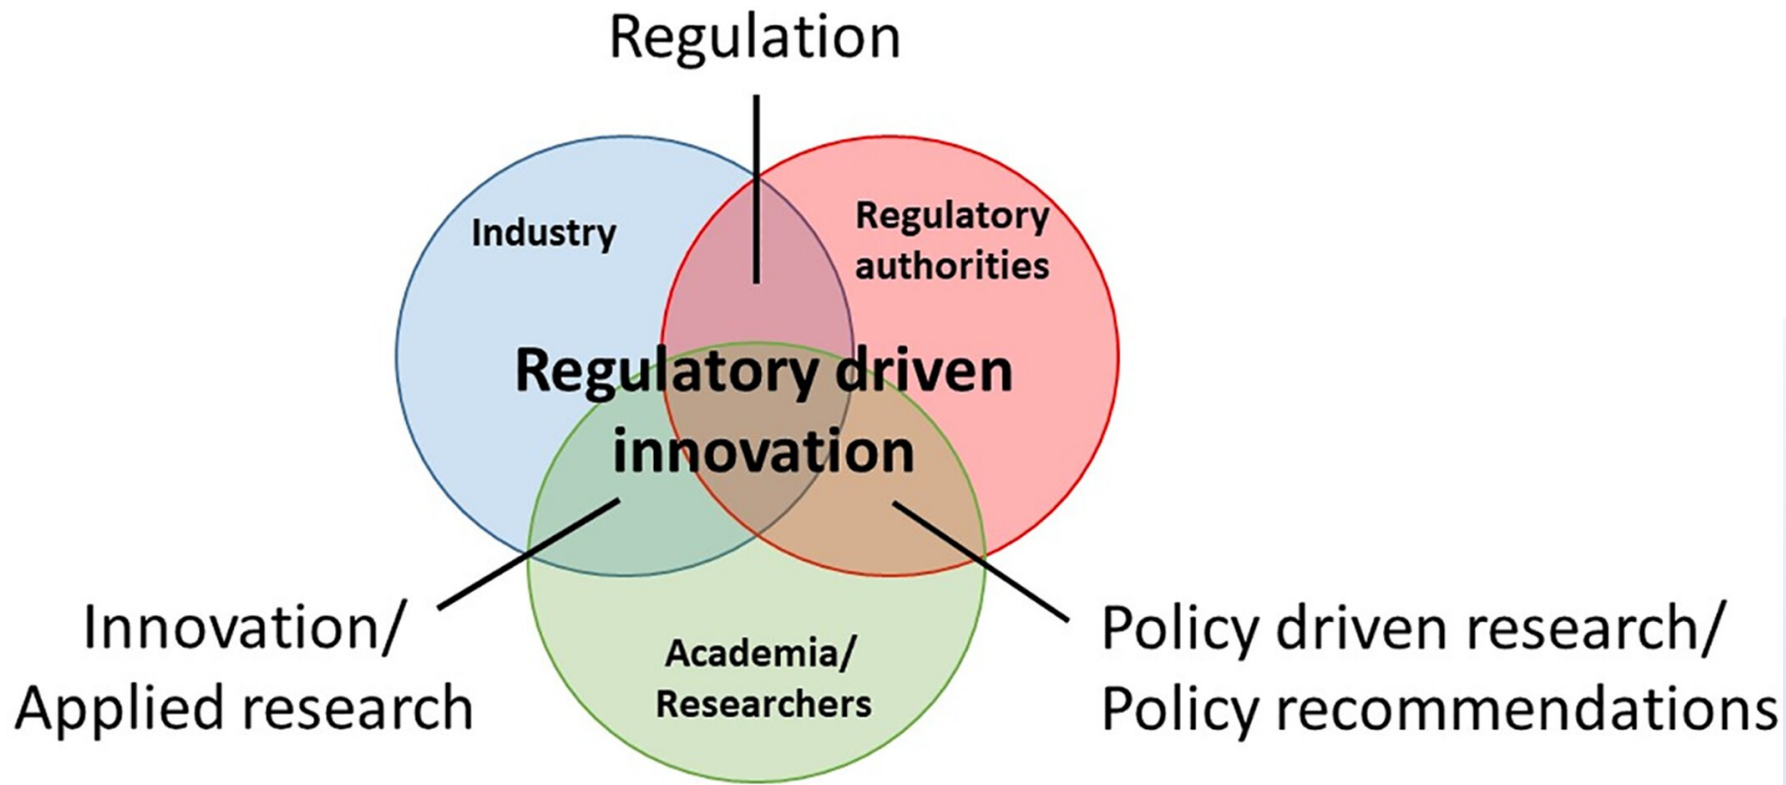 Regulation
Industry
Regulatory
authorities
Regulatory driven
innovation
Innovation/
Applied research
Academia/
Researchers
Policy driven research/
Policy recommendations